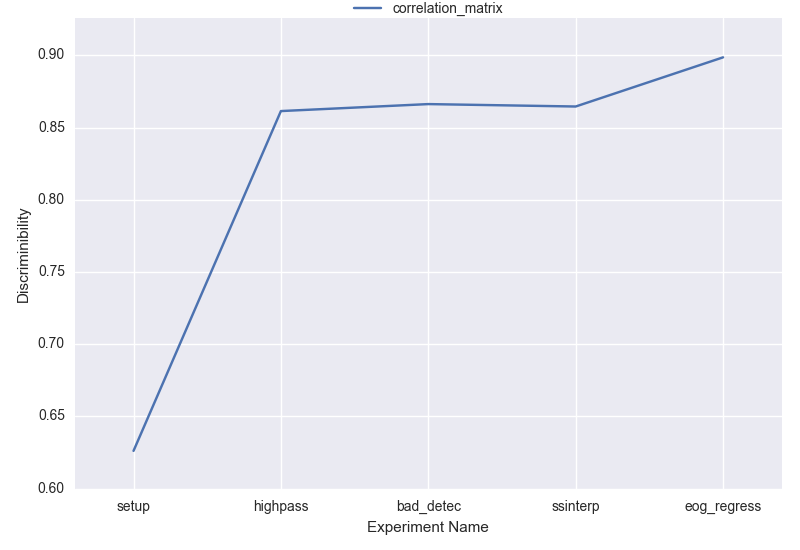 correlation_matrix
0.90
0.85
0.80
0.75
0.70
0.65
0.60
Discriminibility
setup highpass bad_detec ssinterp eog_regress
Experiment Name